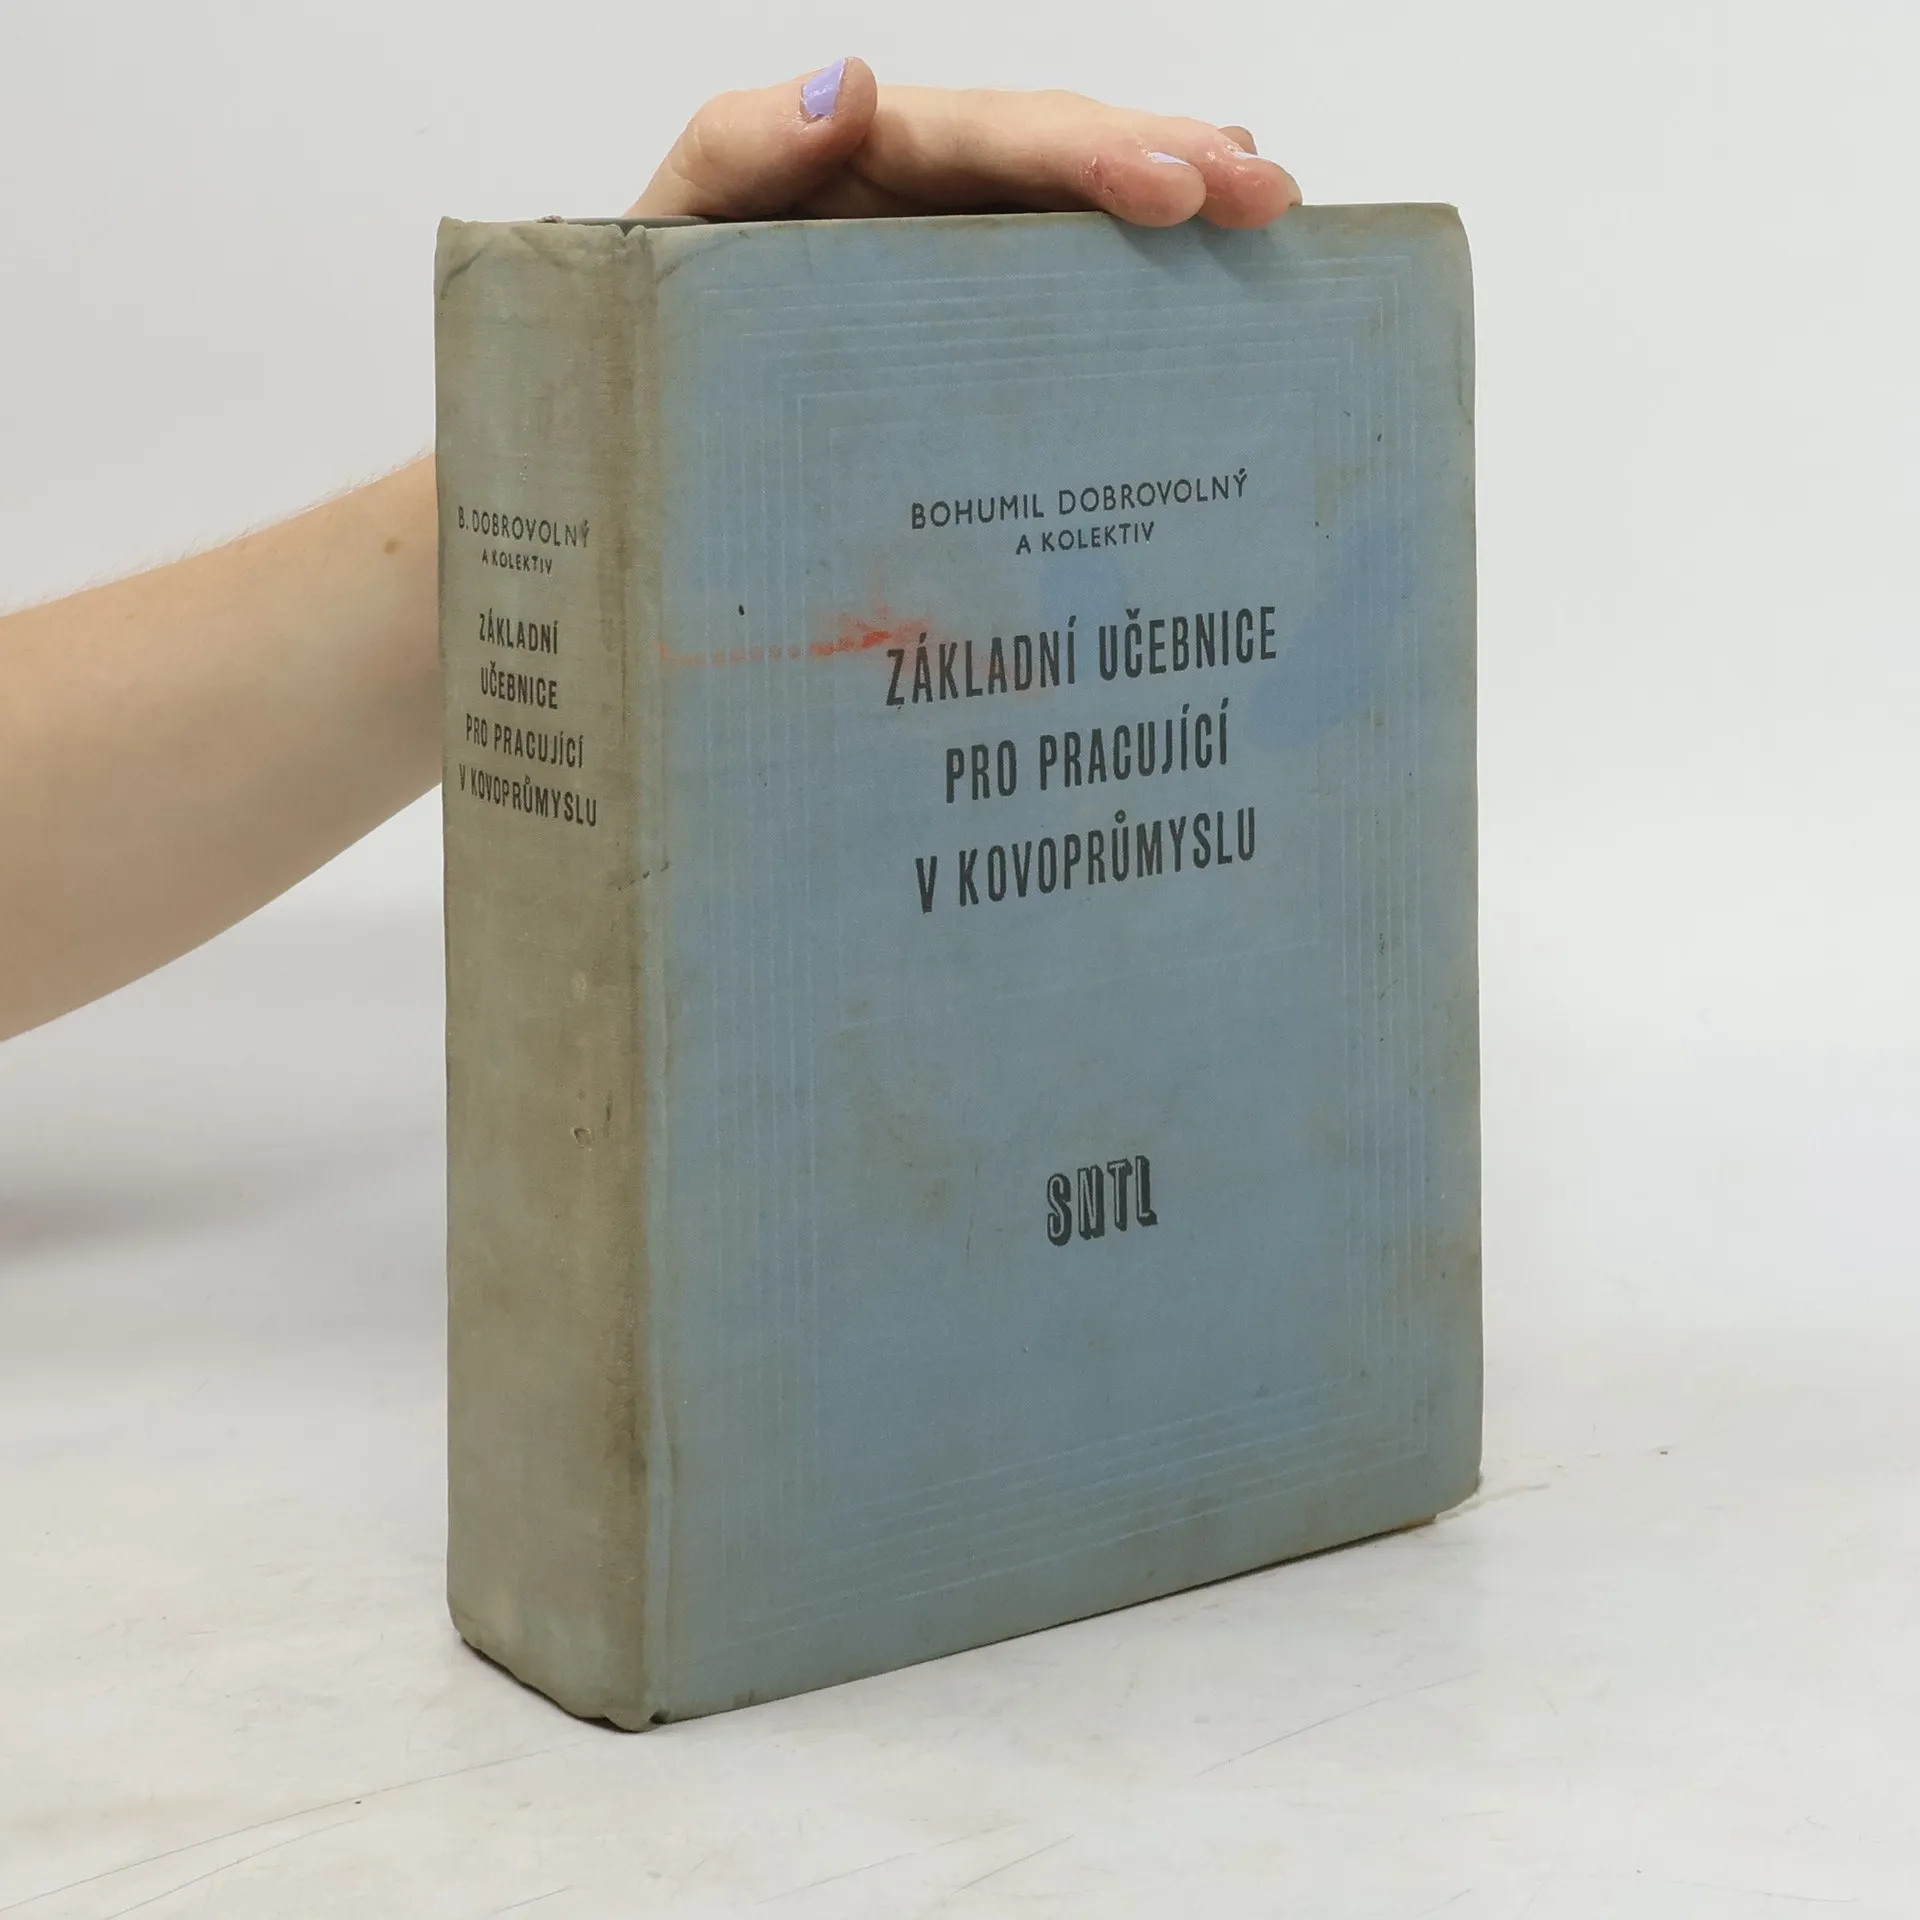 B. DOBROVOLNÝ
A KOLEKTIV
ZÁKLADNÍ
UČEBNICE
PRO PRACUJÍCÍ
V KOVOPRŮMYSLU
BOHUMIL DOBROVOLNÝ
A KOLEKTIV
ZÁKLADNÍ UČEBNICE
PRO PRACUJÍCÍ
V KOVOPRŮMYSLU
SNTL